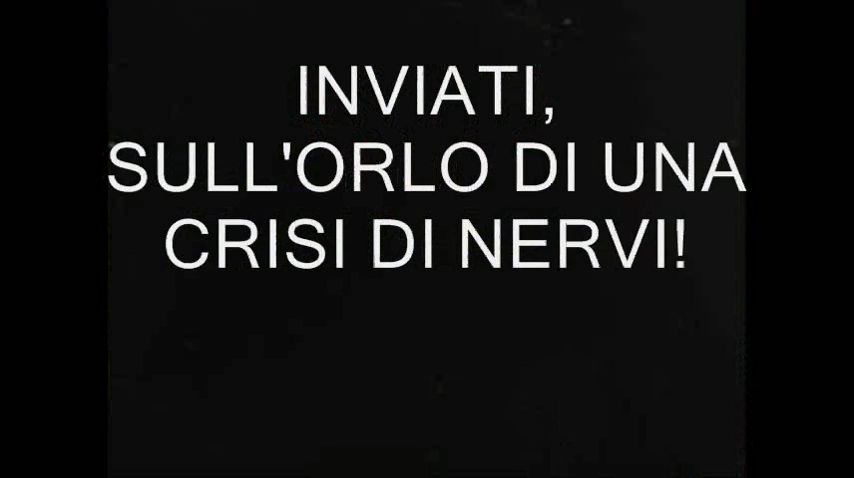 INVIATI,
SULL'ORLO DI UNA
CRISI DI NERVI!